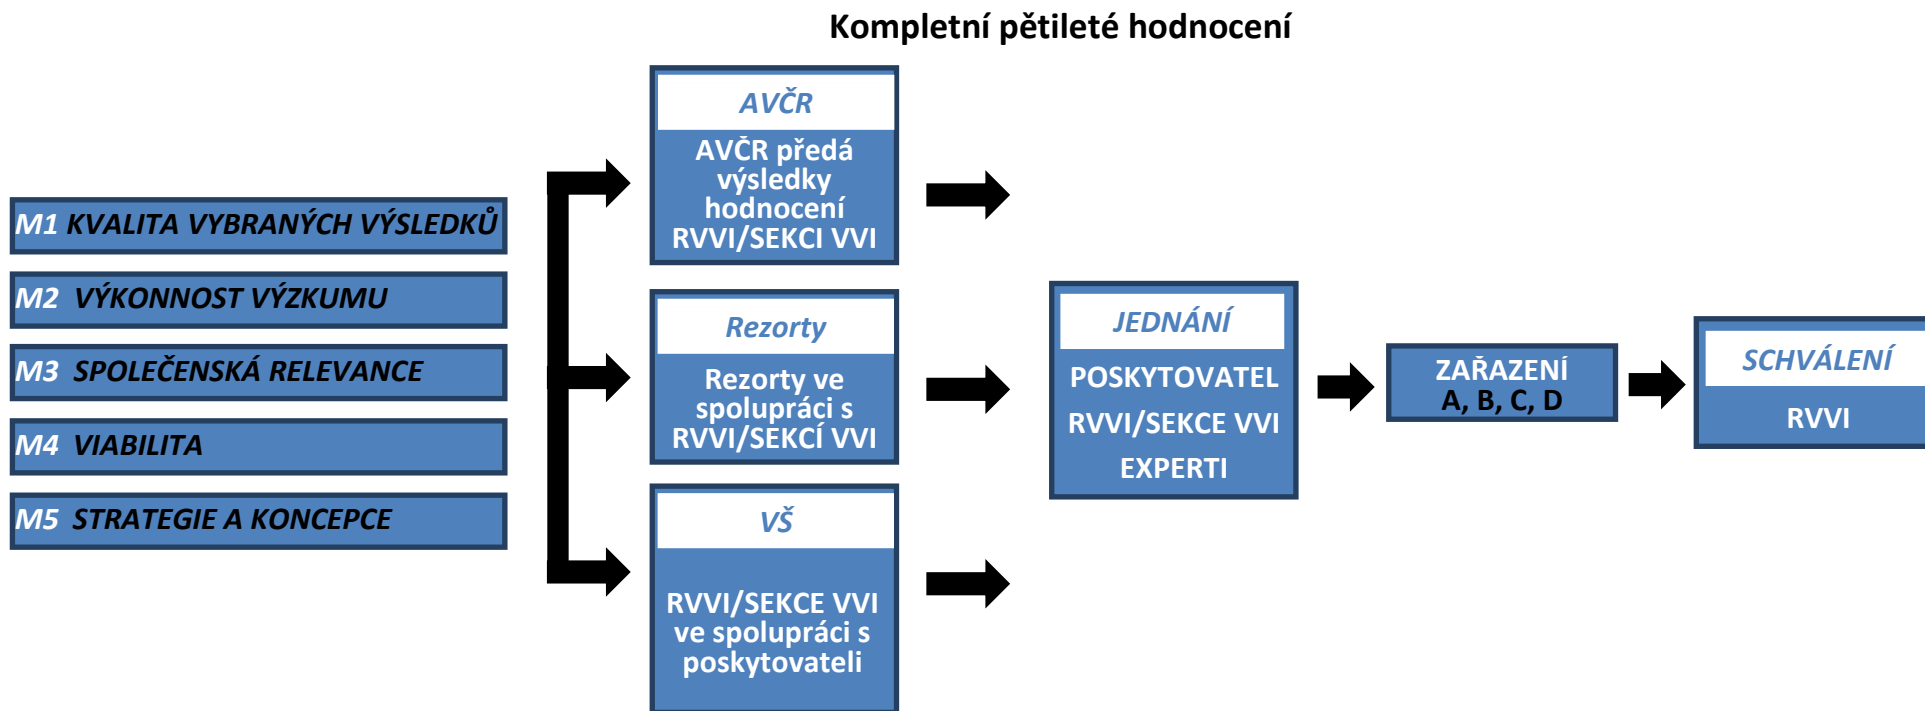 Kompletní pětileté hodnocení
M1 KVALITA VYBRANÝCH VÝSLEDKŮ
M2 VÝKONNOST VÝZKUMU
M3 SPOLEČENSKÁ RELEVANCE
M4 VIABILITA
M5 STRATEGIE A KONCEPCE
AVČR
AVČR předá
výsledky
hodnocení
RVVI/SEKCI VVI
Rezorty
Rezorty ve
spolupráci s
RVVI/SEKCÍ VVI
VŠ
RVVI/SEKCE VVI
ve spolupráci s
poskytovateli
JEDNÁNÍ
POSKYTOVATEL
RVVI/SEKCE VVI
EXPERTI
ZAŘAZENÍ
A, B, C, D
SCHVÁLENÍ
RVVI